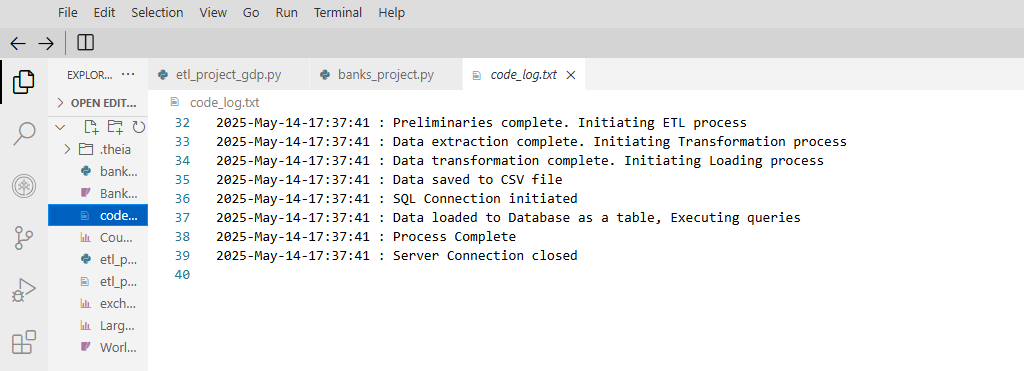 File Edit Selection View Go Run Terminal Help
EXPLOR... ...
etl_project_gdp.py banks_project.py code_log.txt
OPEN EDIT...
code_log.txt
.theia
bank...
Bank...
code...
Cou...
etl_p...
etl_p...
exch...
Larg...
Worl...
32 2025-May-14-17:37:41 : Preliminaries complete. Initiating ETL process
33 2025-May-14-17:37:41 : Data extraction complete. Initiating Transformation process
34 2025-May-14-17:37:41 : Data transformation complete. Initiating Loading process
35 2025-May-14-17:37:41 : Data saved to CSV file
36 2025-May-14-17:37:41 : SQL Connection initiated
37 2025-May-14-17:37:41 : Data loaded to Database as a table, Executing queries
38 2025-May-14-17:37:41 : Process Complete
39 2025-May-14-17:37:41 : Server Connection closed
40